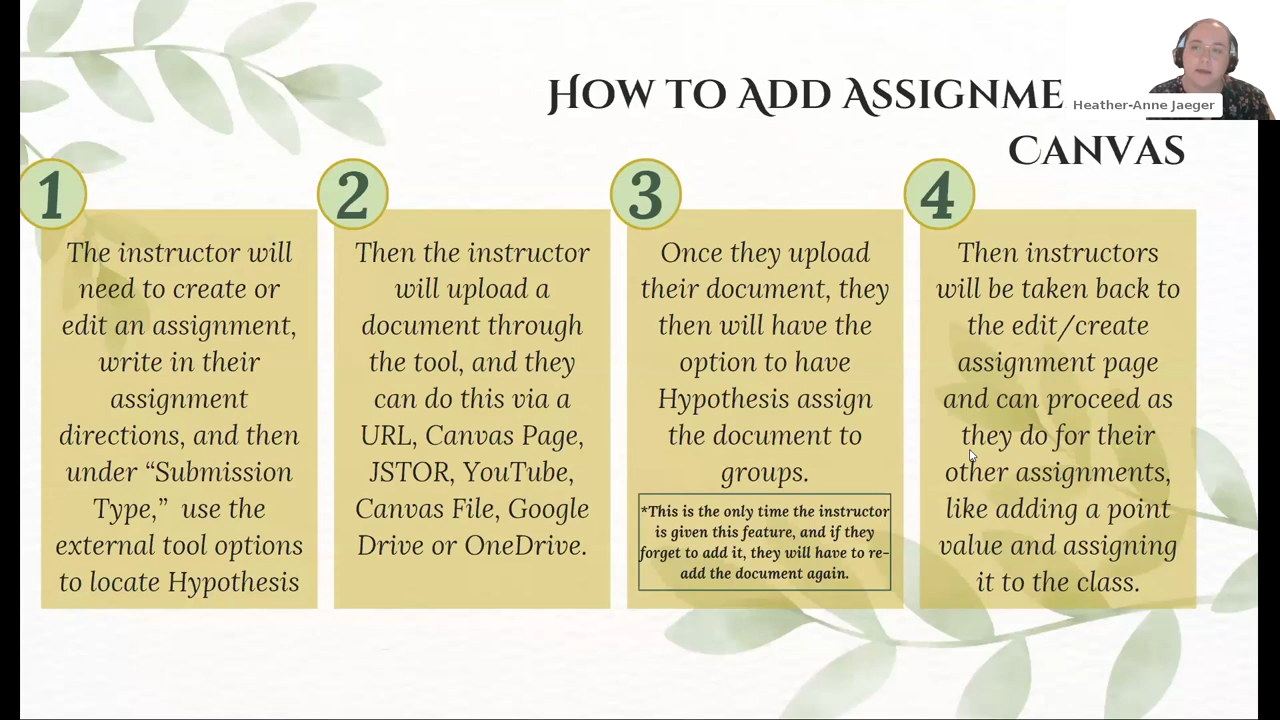 How to Add Assignme
Canvas
Heather-Anne Jaeger
1
The instructor will
need to create or
edit an assignment,
write in their
assignment
directions, and then
under “Submission
Type,” use the
external tool options
to locate Hypothesis
2
Then the instructor
will upload a
document through
the tool, and they
can do this via a
URL, Canvas Page,
JSTOR, YouTube,
Canvas File, Google
Drive or OneDrive.
3
Once they upload
their document, they
then will have the
option to have
Hypothesis assign
the document to
groups.
*This is the only time the instructor
is given this feature, and if they
forget to add it, they will have to re-
add the document again.
4
Then instructors
will be taken back to
the edit/create
assignment page
and can proceed as
they do for their
other assignments,
like adding a point
value and assigning
it to the class.